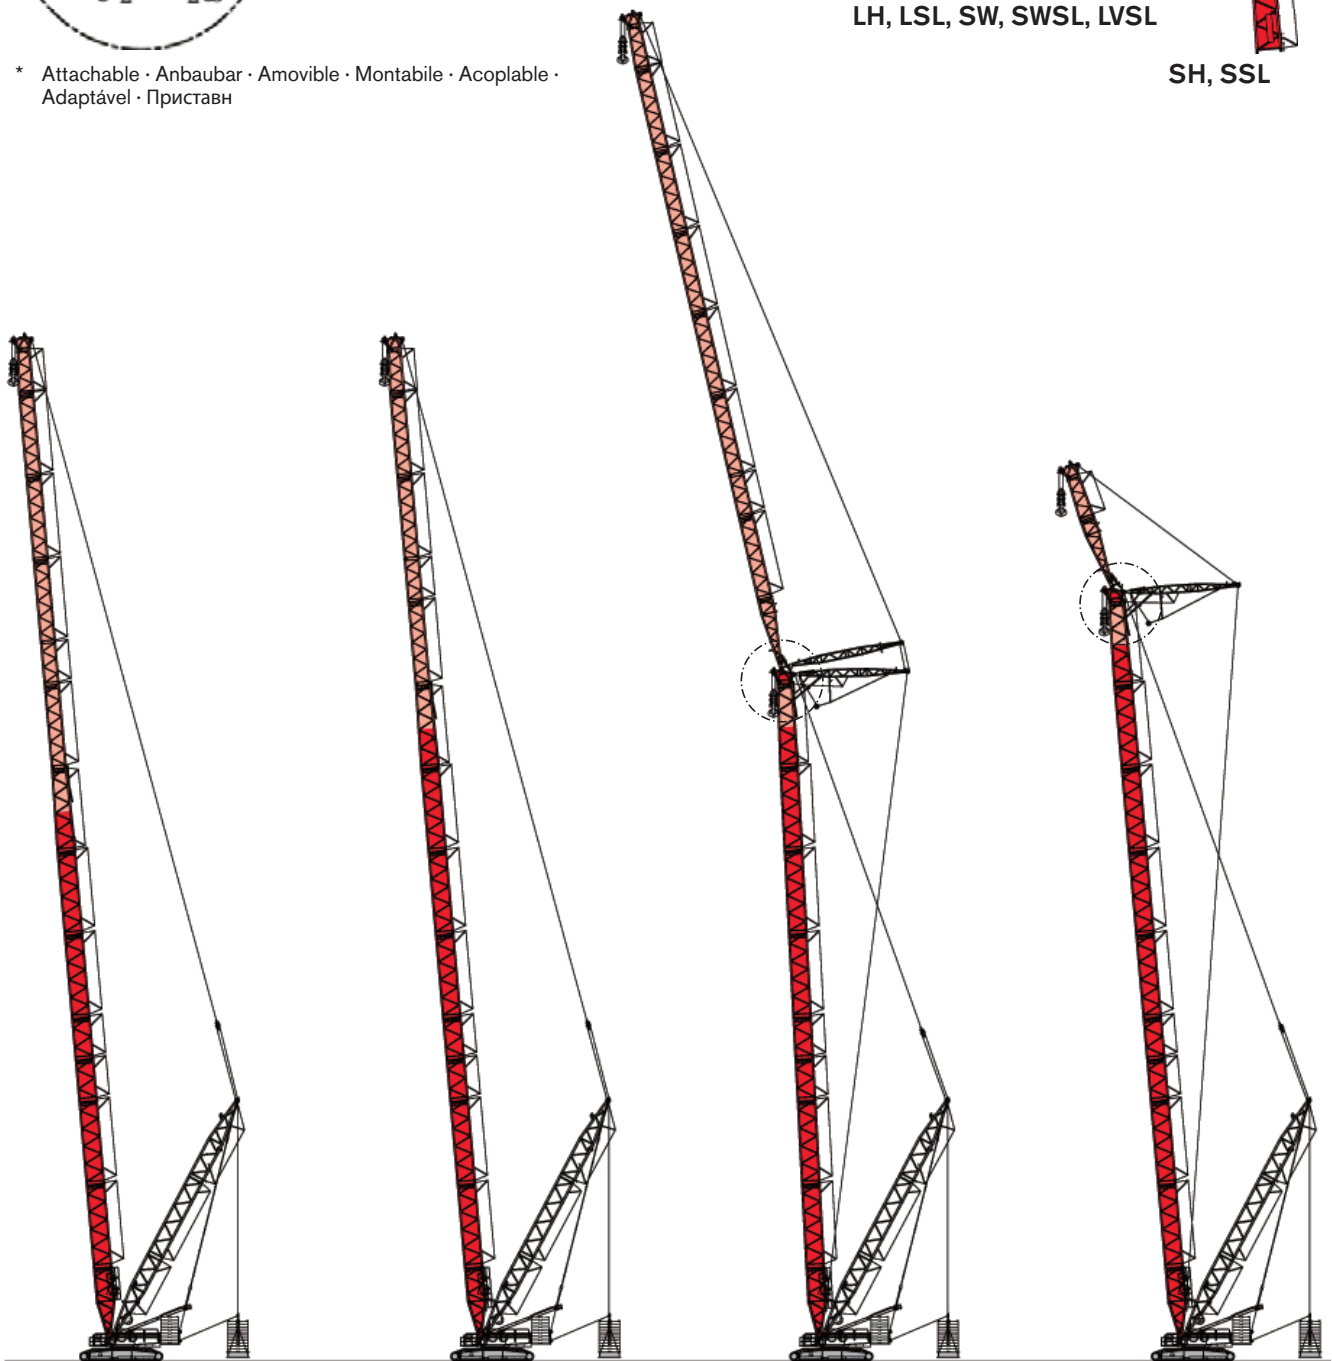 LH, LSL, SW, SWSL, LVSL
SH, SSL
* Attachable · Anbaubar · Amovible · Montabile · Acoplable ·
Adaptável · Приставн